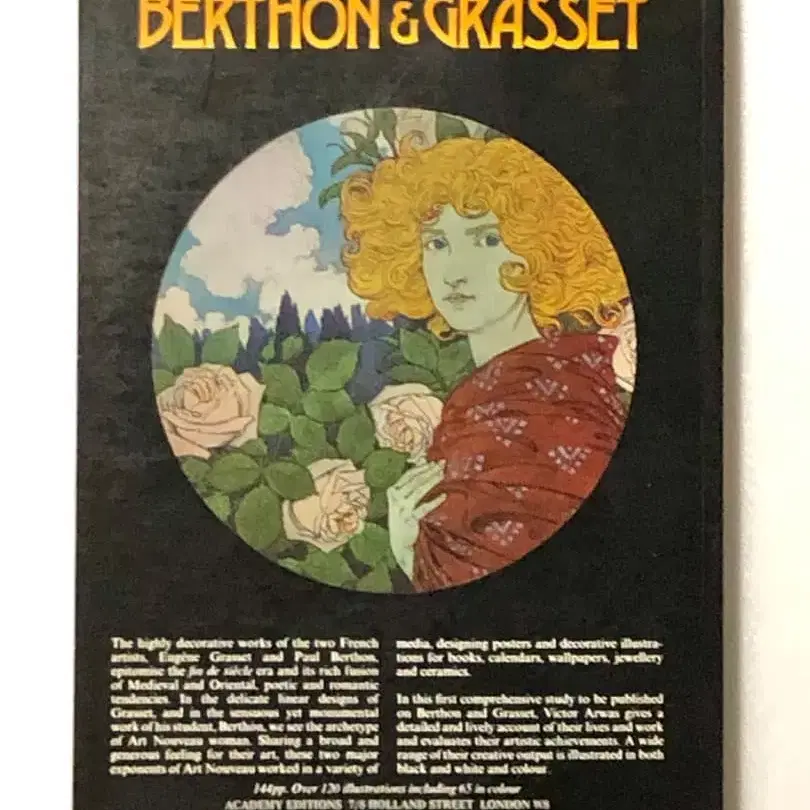 BERTHON & GRASSET
The highly decorative works of the two French
artists, Eugène Grasset and Paul Berthon,
epitomise the fin de siècle era and its rich fusion
of Medieval and Oriental, poetic and romantic
tendencies. In the delicate linear designs of
Grasset, and in the sensuous yet monumental
work of his student, Berthon, we see the archetype
of Art Nouveau woman. Sharing a broad and
generous feeling for their art, these two major
exponents of Art Nouveau worked in a variety of
media, designing posters and decorative illustra-
tions for books, calendars, wallpapers, jewellery
and ceramics.
In this first comprehensive study to be published
on Berthon and Grasset, Victor Arwas gives a
detailed and lively account of their lives and work
and evaluates their artistic achievements. A wide
range of their creative output is illustrated in both
black and white and colour.
144pp. Over 120 illustrations including 65 in colour
ACADEMY EDITIONS 7/8 HOLLAND STREET LONDON W8